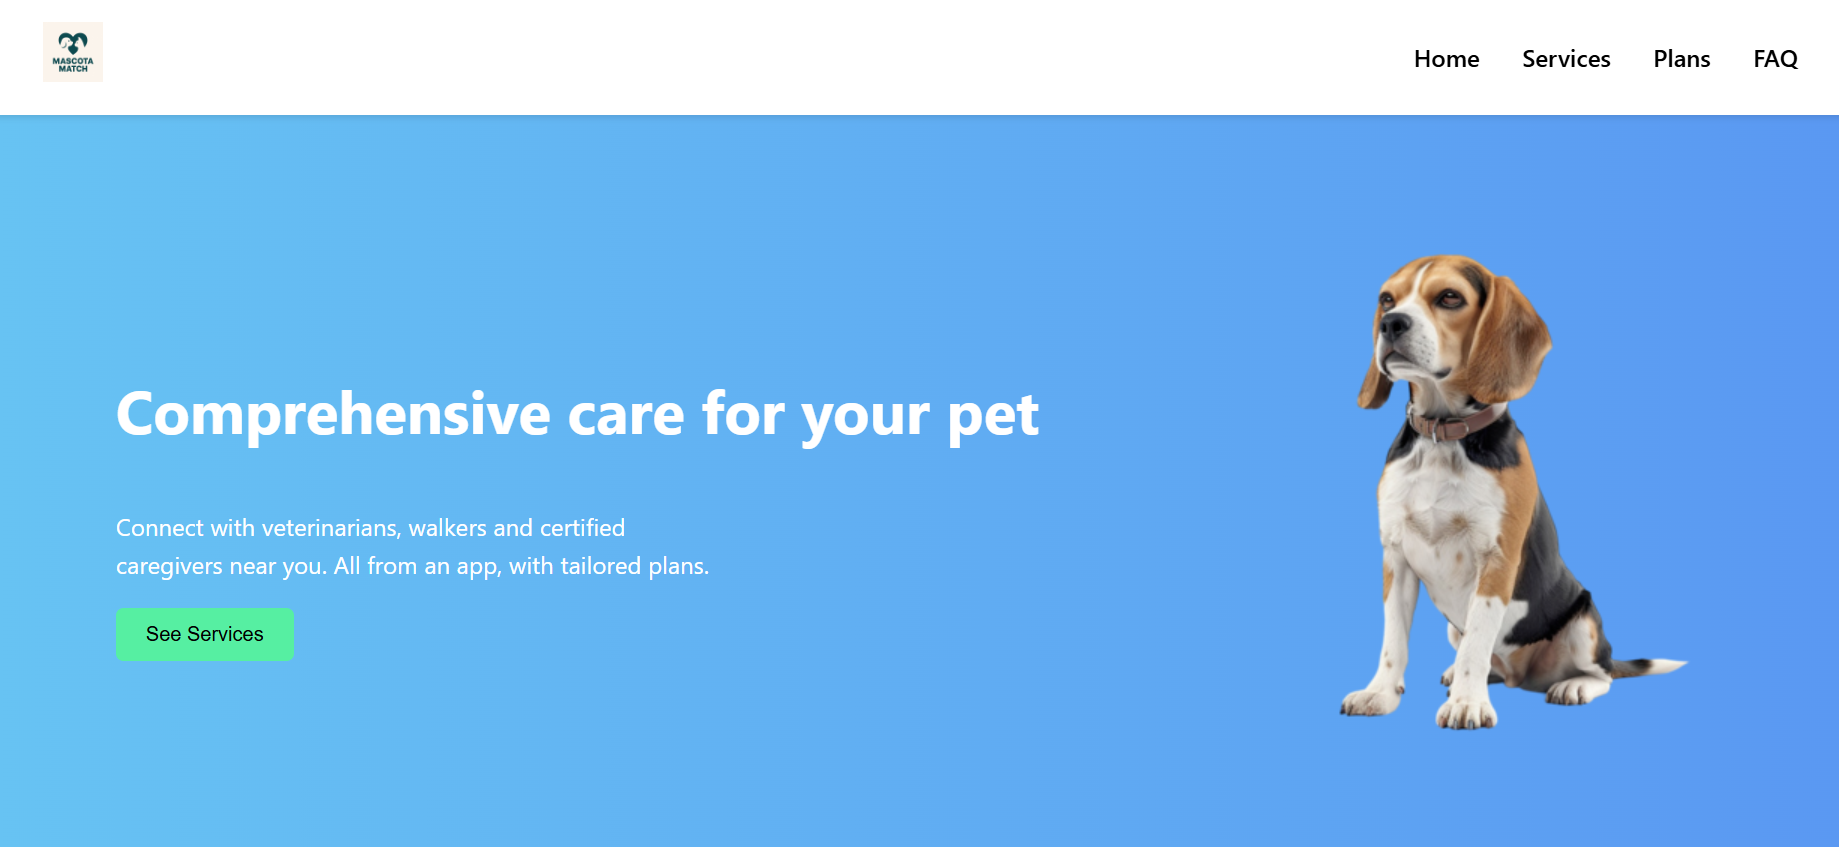 MASCOTA
MATCH
Home Services Plans FAQ
Comprehensive care for your pet
Connect with veterinarians, walkers and certified
caregivers near you. All from an app, with tailored plans.
See Services